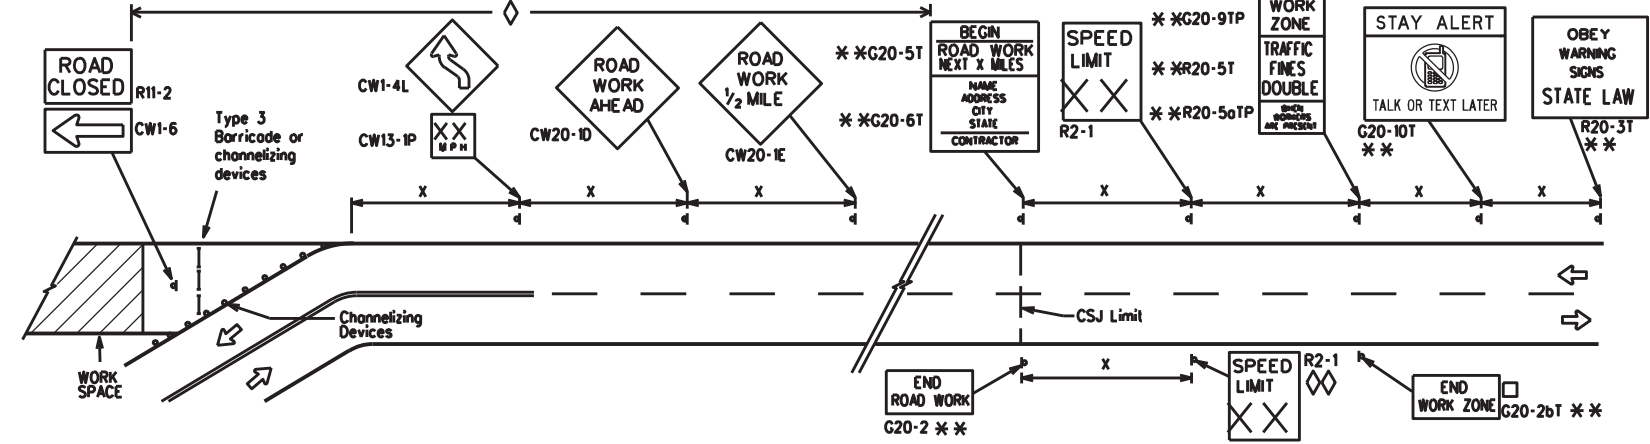 ROAD
CLOSED
R11-2
CW1-6
Type 3
Barricade or
channelizing
devices
CW1-4L
XX
MPH
CW13-1P
ROAD
WORK
AHEAD
CW20-1D
ROAD
WORK
1/2 MILE
CW20-1E
* *G20-5T
* *G20-6T
BEGIN
ROAD WORK
NEXT X MILES
NAME
ADDRESS
CITY
STATE
CONTRACTOR
SPEED
LIMIT
XX
R2-1
* *G20-9TP
* *R20-5T
* *R20-5aTP
WORK
ZONE
TRAFFIC
FINES
DOUBLE
WHEN
WORKERS
ARE PRESENT
STAY ALERT
TALK OR TEXT LATER
G20-10T
* *
OBEY
WARNING
SIGNS
STATE LAW
R20-3T
* *
X
X
X
X
X
X
X
Channelizing
Devices
WORK
SPACE
CSJ Limit
X
END
ROAD WORK
G20-2 * *
SPEED
LIMIT
XX
R2-1
END
WORK ZONE
G20-2bT * *